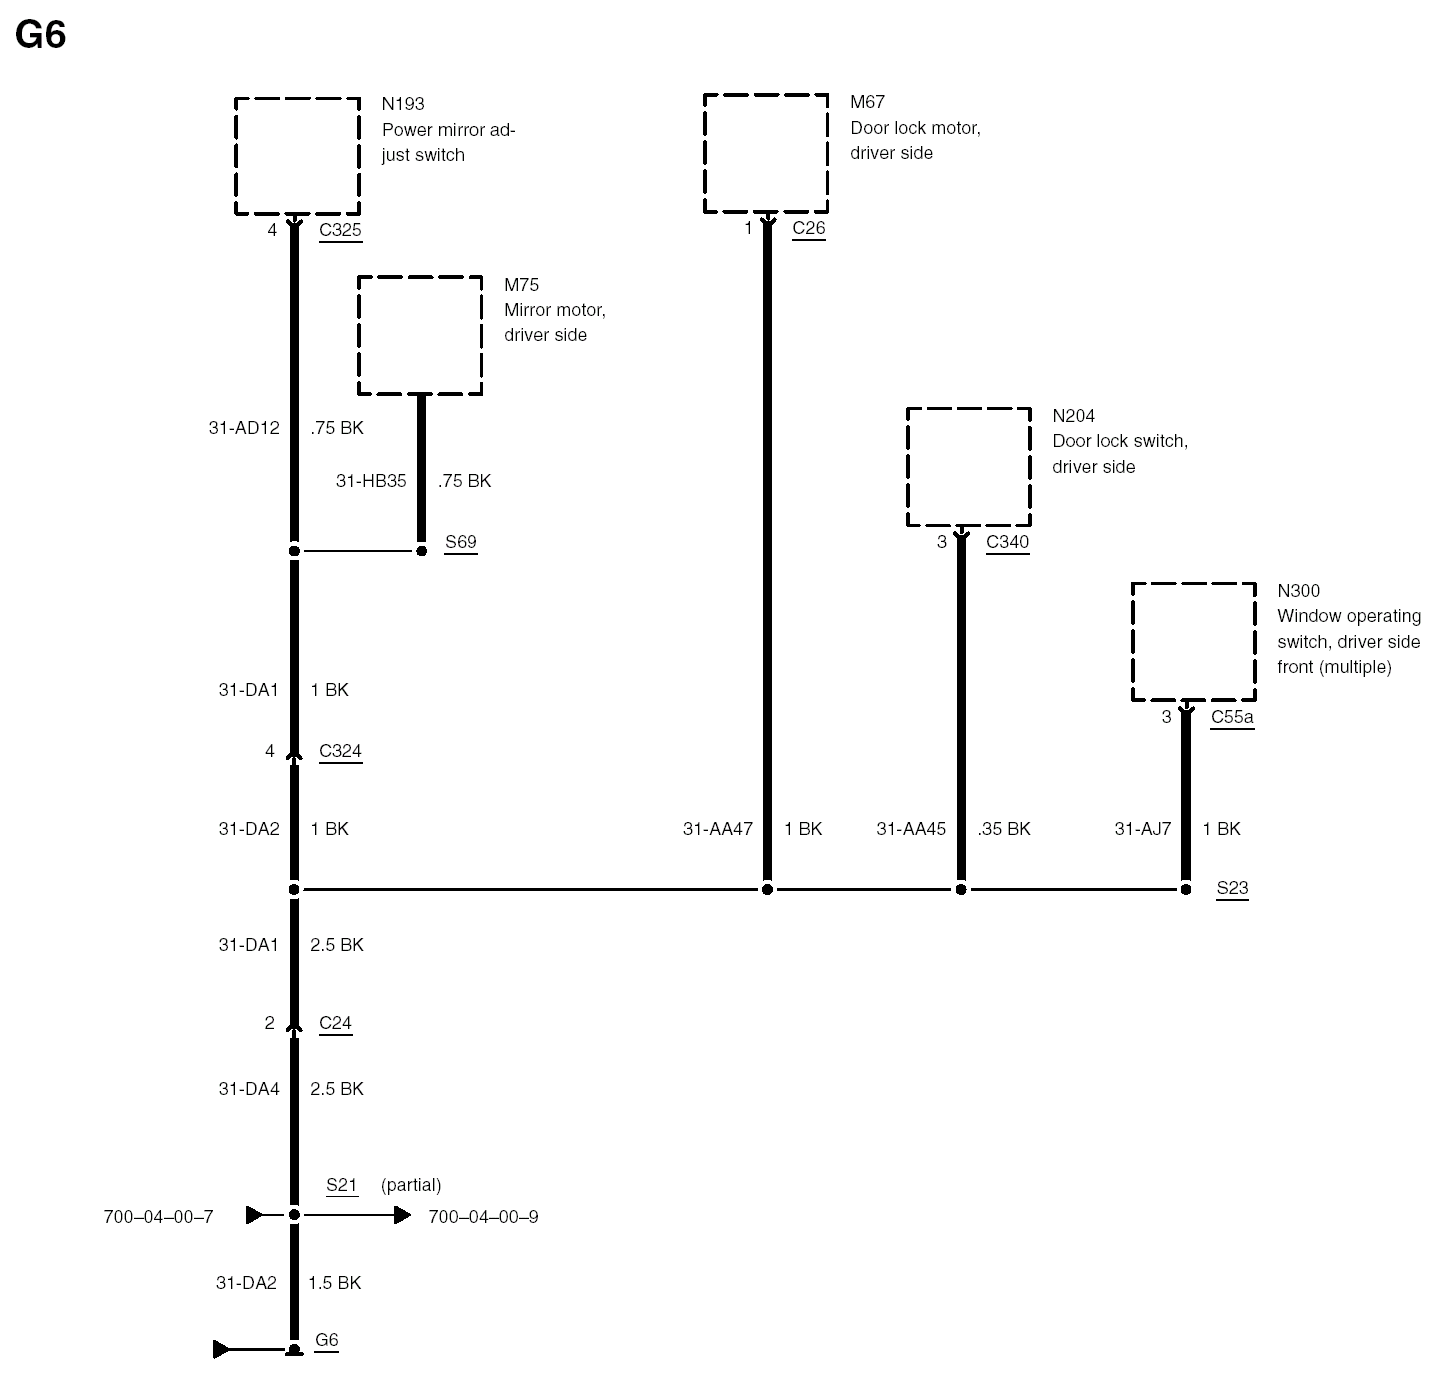 G6
N193
Power mirror ad-
just switch
M67
Door lock motor,
driver side
4 C325
1 C26
M75
Mirror motor,
driver side
N204
Door lock switch,
driver side
31-AD12 .75 BK
31-HB35 .75 BK
S69
3 C340
N300
Window operating
switch, driver side
front (multiple)
31-DA1 1 BK
3 C55a
4 C324
31-DA2 1 BK
31-AA47 1 BK
31-AA45 .35 BK
31-AJ7 1 BK
S23
31-DA1 2.5 BK
2 C24
31-DA4 2.5 BK
S21 (partial)
700–04–00–7
700–04–00–9
31-DA2 1.5 BK
G6